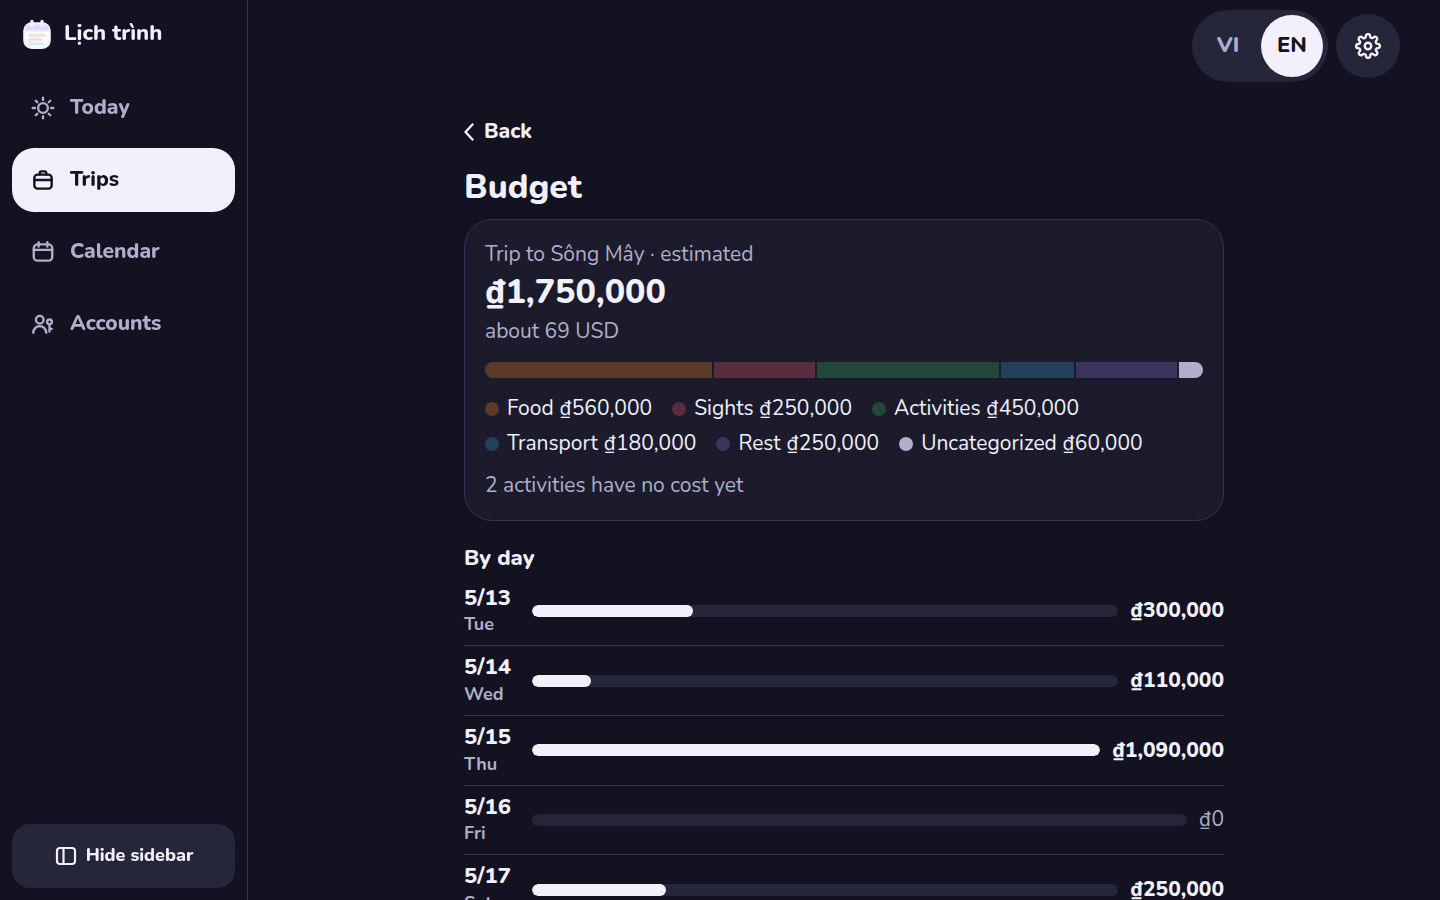 Lịch trình
VI
EN
Today
Trips
Calendar
Accounts
Hide sidebar
Back
Budget
Trip to Sông Mây · estimated
₫1,750,000
about 69 USD
Food ₫560,000
Sights ₫250,000
Activities ₫450,000
Transport ₫180,000
Rest ₫250,000
Uncategorized ₫60,000
2 activities have no cost yet
By day
5/13
Tue
₫300,000
5/14
Wed
₫110,000
5/15
Thu
₫1,090,000
5/16
Fri
₫0
5/17
₫250,000